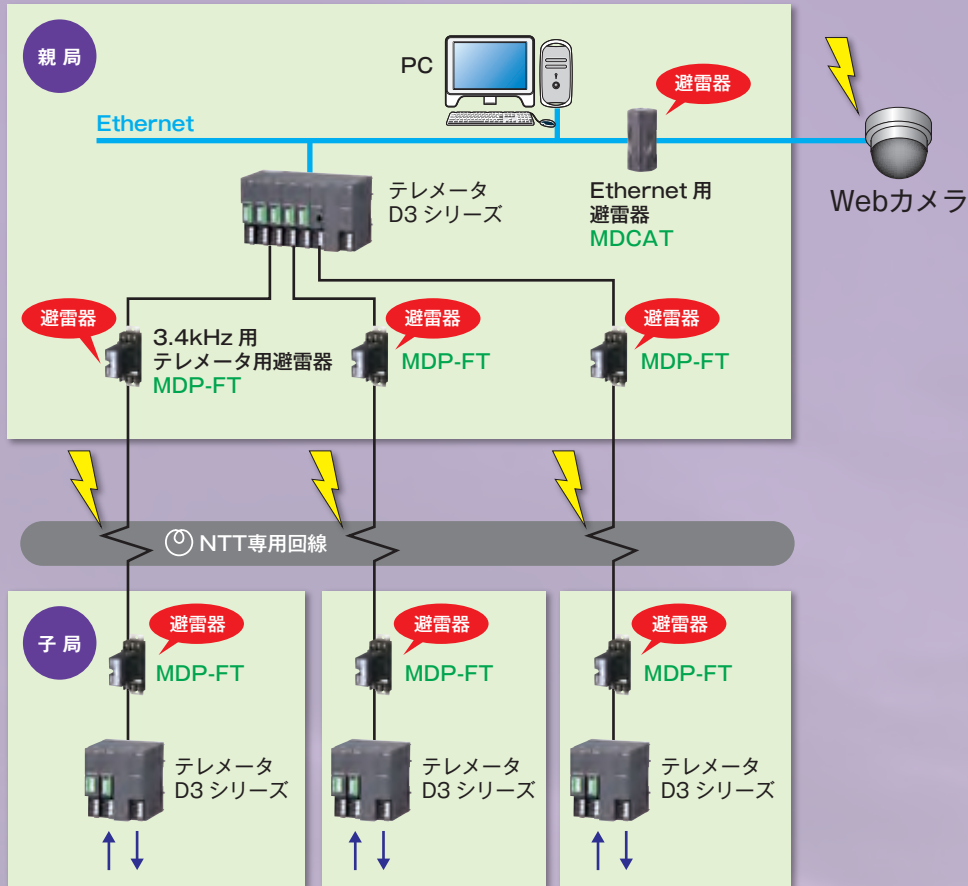 親 局
PC
避雷器
Ethernet
テレメータ
D3 シリーズ
Ethernet 用
避雷器
MDCAT
Webカメラ
避雷器
3.4kHz 用
テレメータ用避雷器
MDP-FT
避雷器
MDP-FT
避雷器
MDP-FT
NTT専用回線
子 局
避雷器
MDP-FT
テレメータ
D3 シリーズ
避雷器
MDP-FT
テレメータ
D3 シリーズ
避雷器
MDP-FT
テレメータ
D3 シリーズ